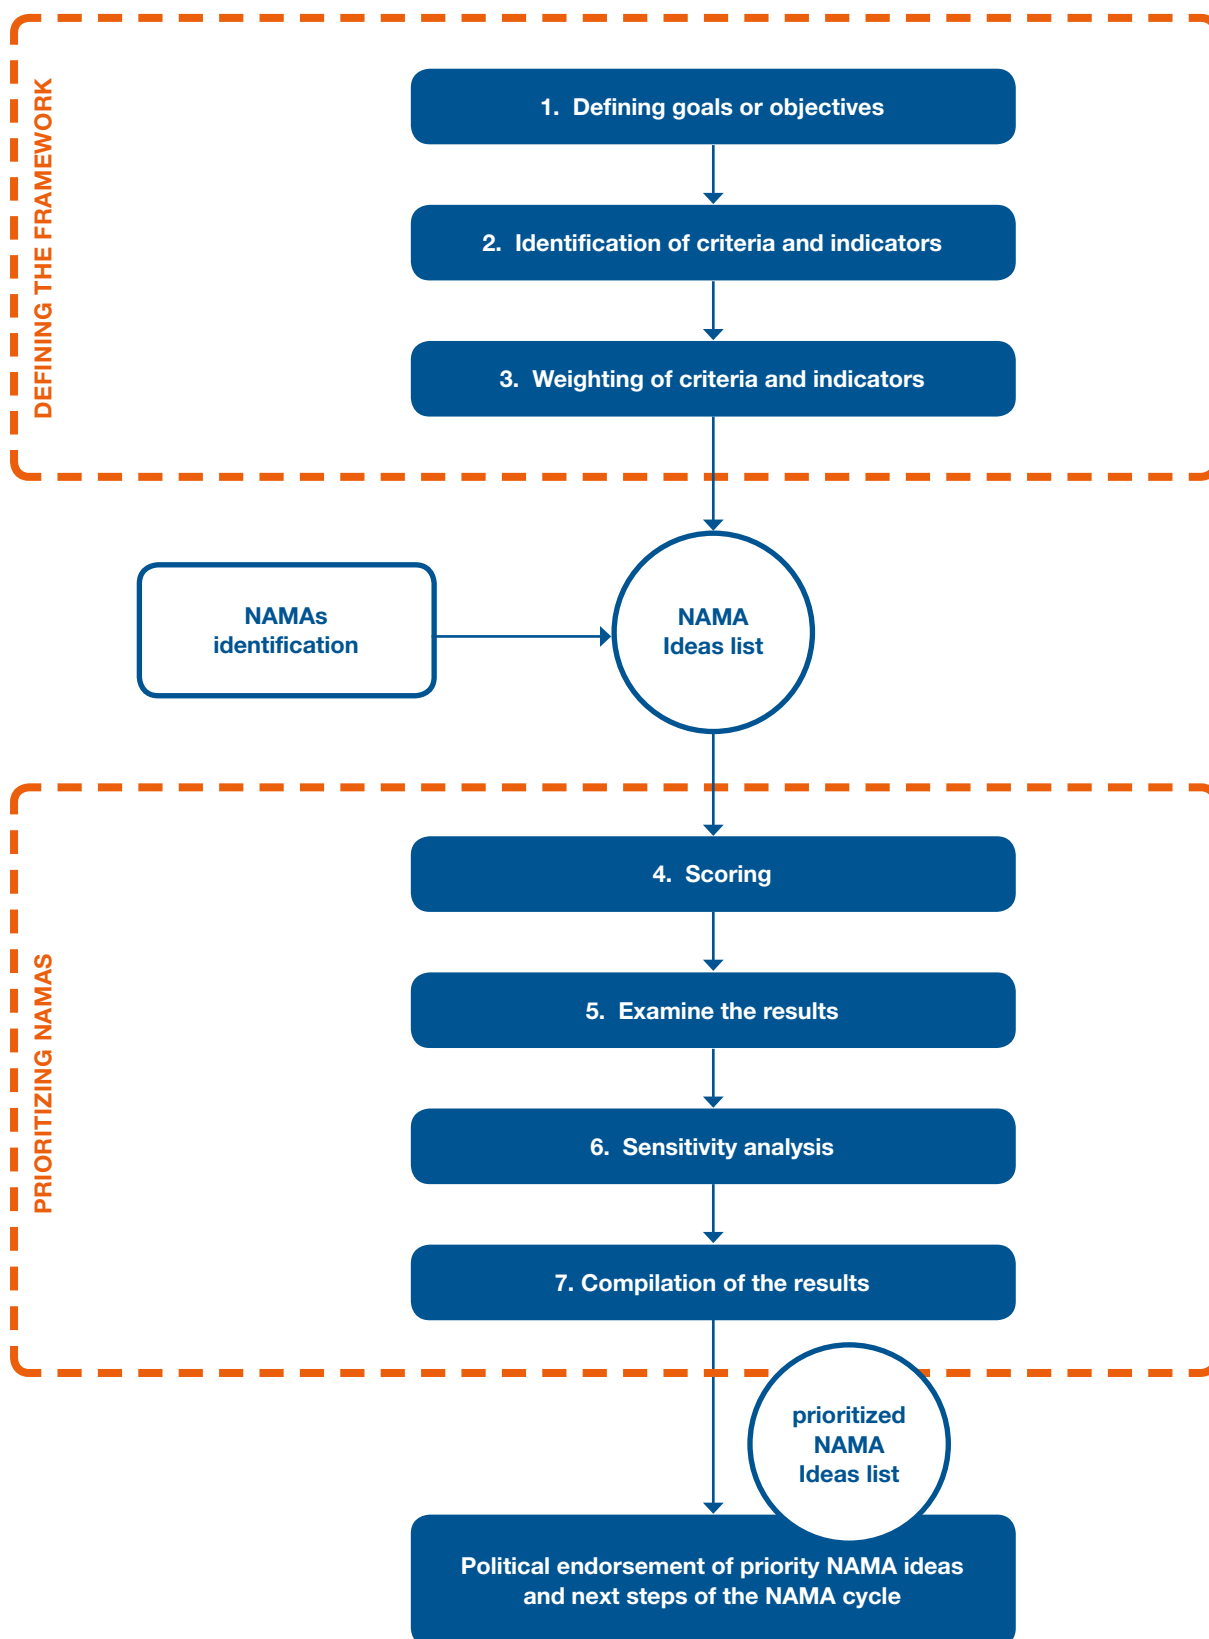 DEFINING THE FRAMEWORK
1. Defining goals or objectives
2. Identification of criteria and indicators
3. Weighting of criteria and indicators
NAMAs
identification
NAMA
Ideas list
PRIORITIZING NAMAS
4. Scoring
5. Examine the results
6. Sensitivity analysis
7. Compilation of the results
prioritized
NAMA
Ideas list
Political endorsement of priority NAMA ideas
and next steps of the NAMA cycle